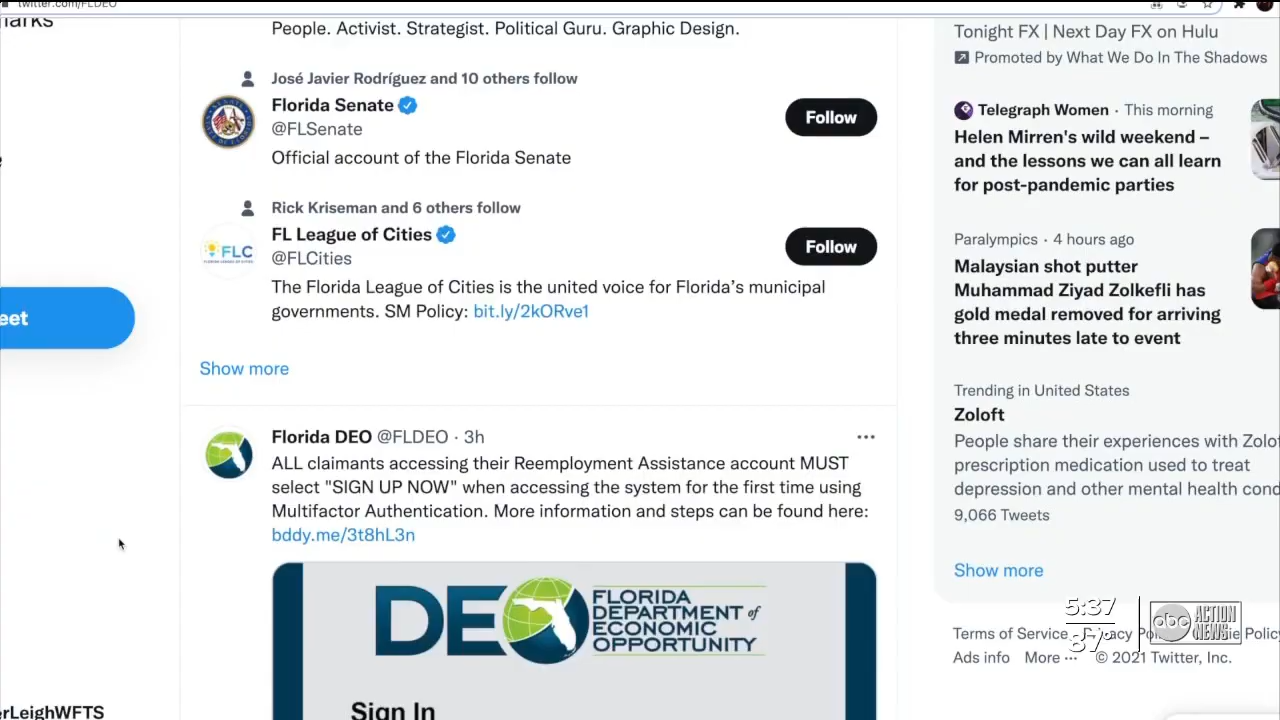 twitter.com/FLDEO
People. Activist. Strategist. Political Guru. Graphic Design.
José Javier Rodríguez and 10 others follow
Florida Senate
@FLSenate
Follow
Official account of the Florida Senate
Rick Kriseman and 6 others follow
FL League of Cities
@FLCities
FLC
Follow
The Florida League of Cities is the united voice for Florida's municipal
governments. SM Policy: bit.ly/2kORve1
Show more
eet
Florida DEO @FLDEO · 3h
ALL claimants accessing their Reemployment Assistance account MUST
select "SIGN UP NOW" when accessing the system for the first time using
Multifactor Authentication. More information and steps can be found here:
bddy.me/3t8hL3n
DEO
FLORIDA
DEPARTMENT of
ECONOMIC
OPPORTUNITY
Sign In
rLeighWFTS
Tonight FX | Next Day FX on Hulu
Promoted by What We Do In The Shadows
Telegraph Women · This morning
Helen Mirren's wild weekend –
and the lessons we can all learn
for post-pandemic parties
Paralympics · 4 hours ago
Malaysian shot putter
Muhammad Ziyad Zolkefli has
gold medal removed for arriving
three minutes late to event
Trending in United States
Zoloft
People share their experiences with Zolof
prescription medication used to treat
depression and other mental health cond
9,066 Tweets
Show more
5:37
87°
abc ACTION NEWS
Terms of Service
Ads info More ··· © 2021 Twitter, Inc.